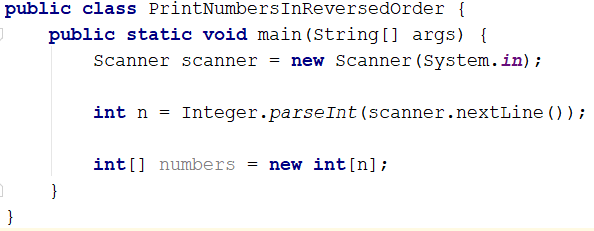 public class PrintNumbersInReversedOrder {
    public static void main(String[] args) {
        Scanner scanner = new Scanner(System.in);
        int n = Integer.parseInt(scanner.nextLine());
        int[] numbers = new int[n];
    }
}